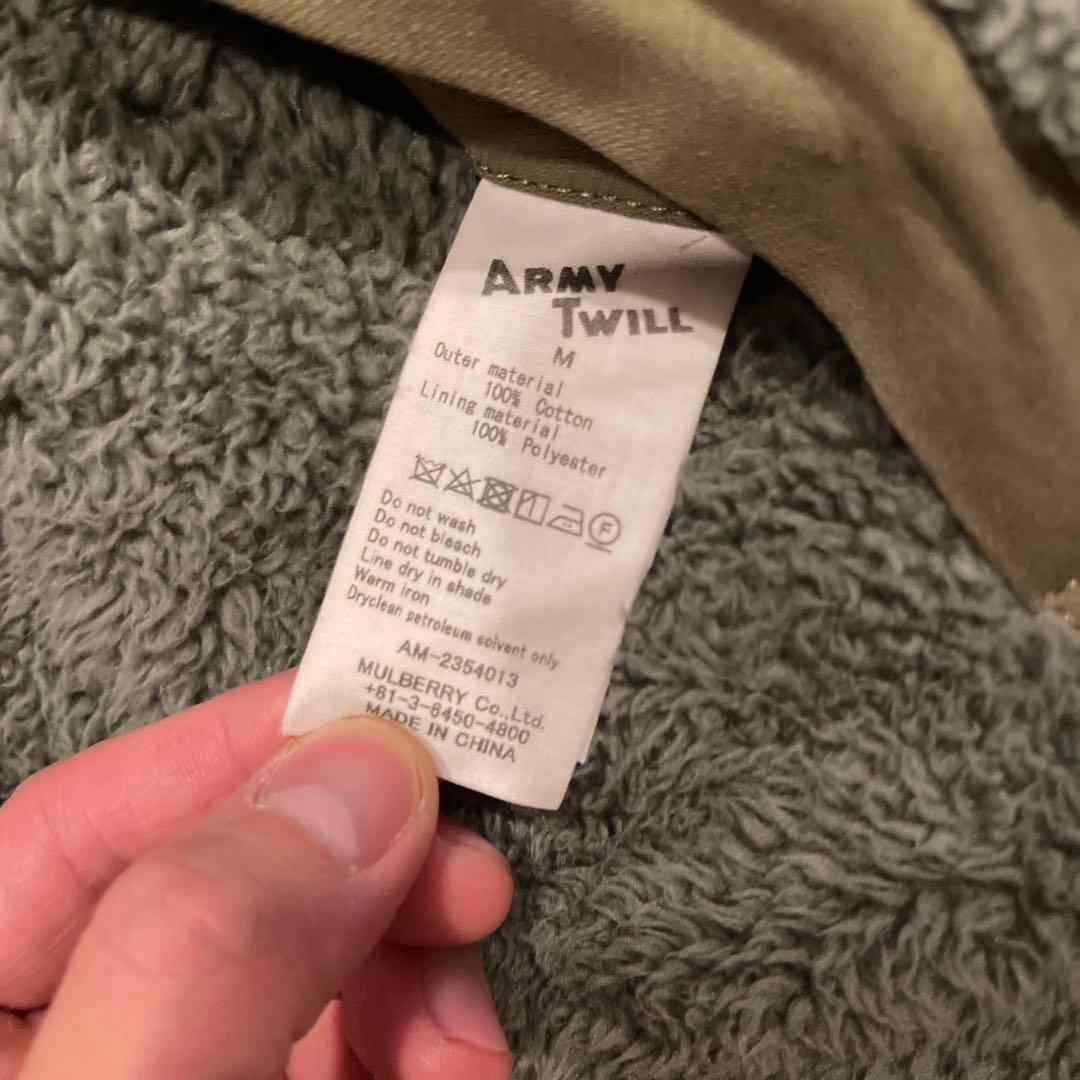 ARMY
TWILL
M
Outer material
100% Cotton
Lining material
100% Polyester
F
Do not wash
Do not bleach
Do not tumble dry
Line dry in shade
Warm iron
Dryclean petroleum solvent only
AM-2354013
MULBERRY Co.,Ltd.
+81-3-6450-4800
MADE IN CHINA